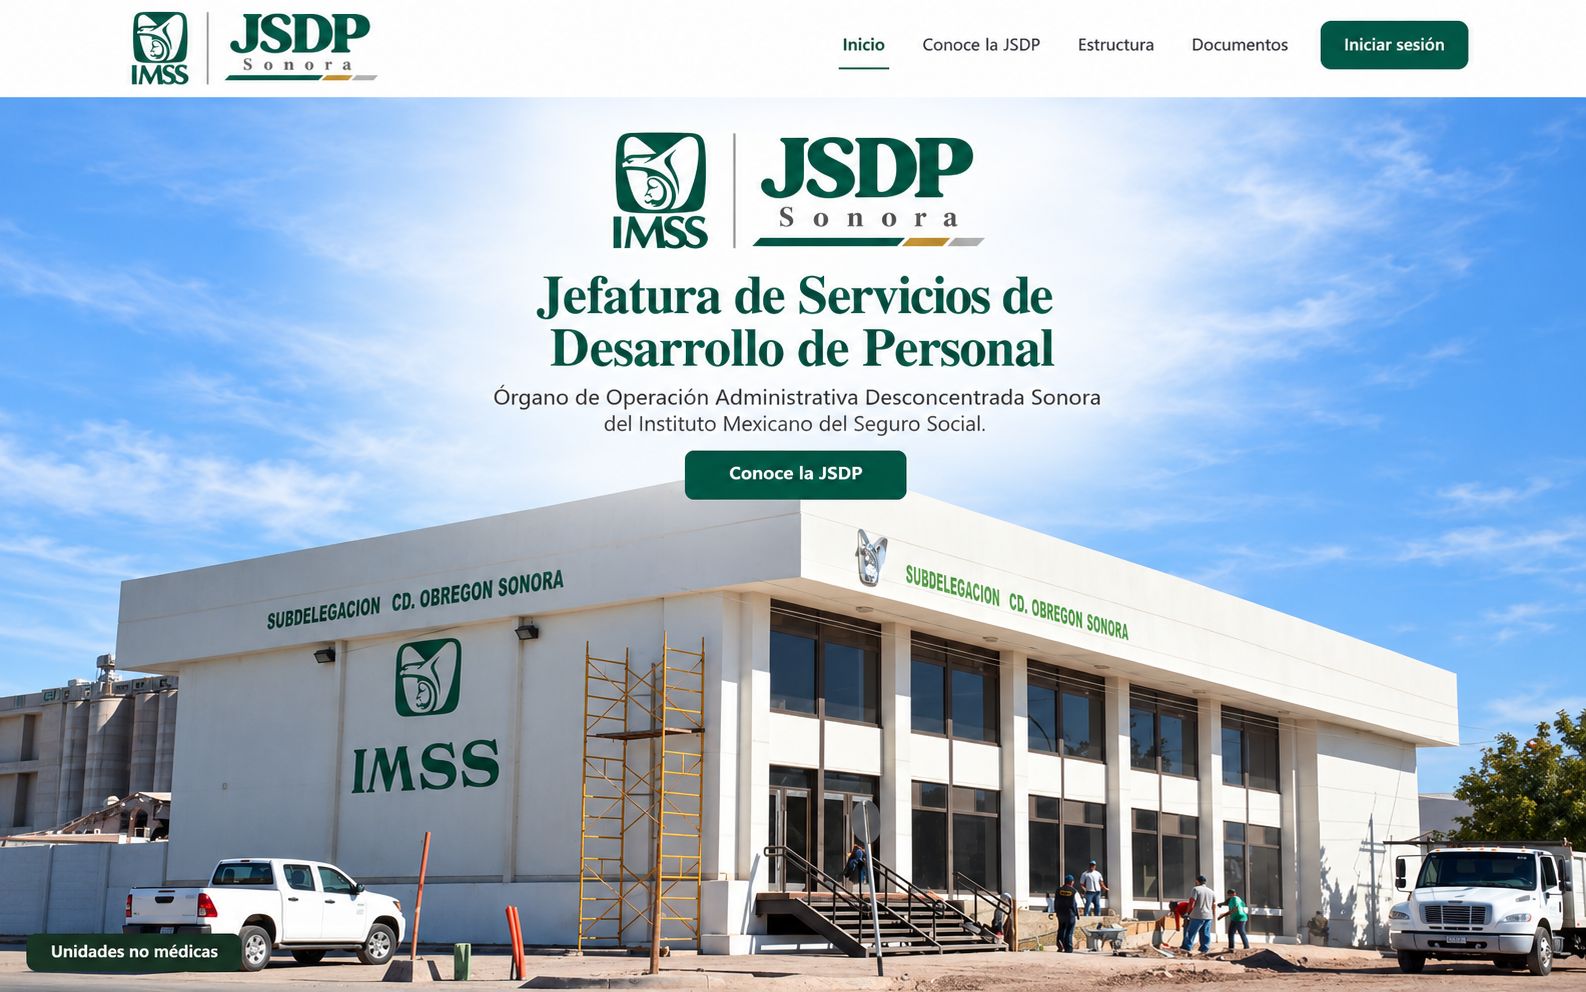 IMSS
JSDP
Sonora
Inicio
Conoce la JSDP
Estructura
Documentos
Iniciar sesión
IMSS
JSDP
Sonora
Jefatura de Servicios de
Desarrollo de Personal
Órgano de Operación Administrativa Desconcentrada Sonora
del Instituto Mexicano del Seguro Social.
Conoce la JSDP
SUBDELEGACION CD. OBREGON SONORA
SUBDELEGACION CD. OBREGON SONORA
IMSS
Unidades no médicas